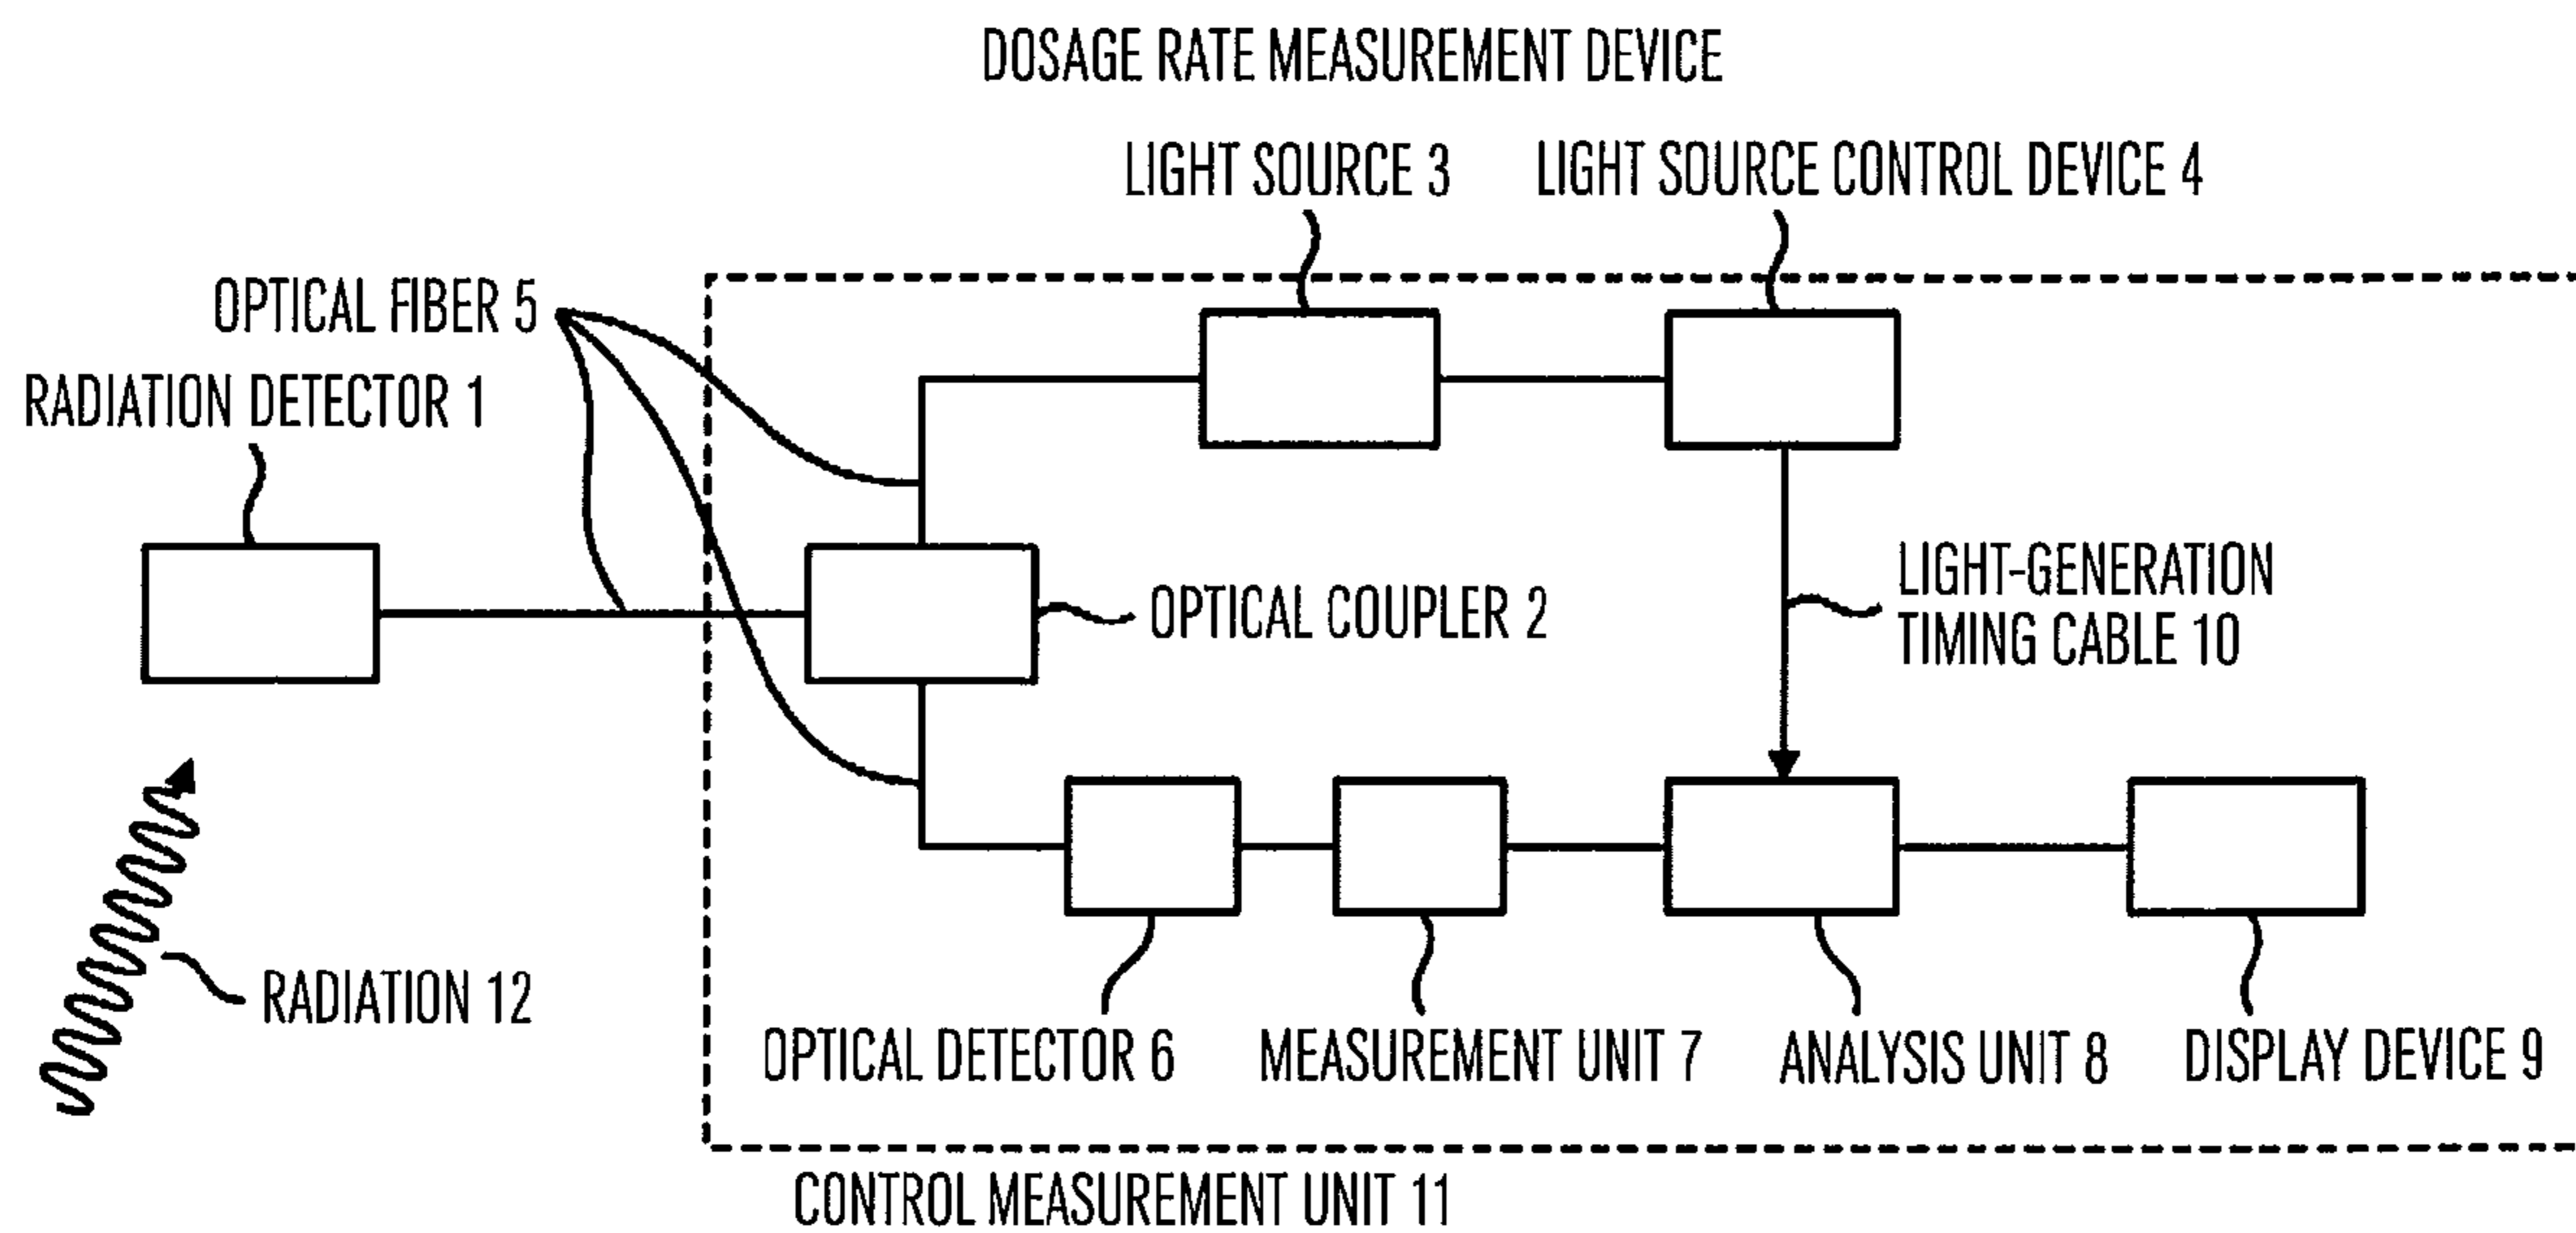 DOSAGE RATE MEASUREMENT DEVICE
LIGHT SOURCE 3
LIGHT SOURCE CONTROL DEVICE 4
OPTICAL FIBER 5
RADIATION DETECTOR 1
OPTICAL COUPLER 2
LIGHT-GENERATION
TIMING CABLE 10
RADIATION 12
OPTICAL DETECTOR 6
MEASUREMENT UNIT 7
ANALYSIS UNIT 8
DISPLAY DEVICE 9
CONTROL MEASUREMENT UNIT 11